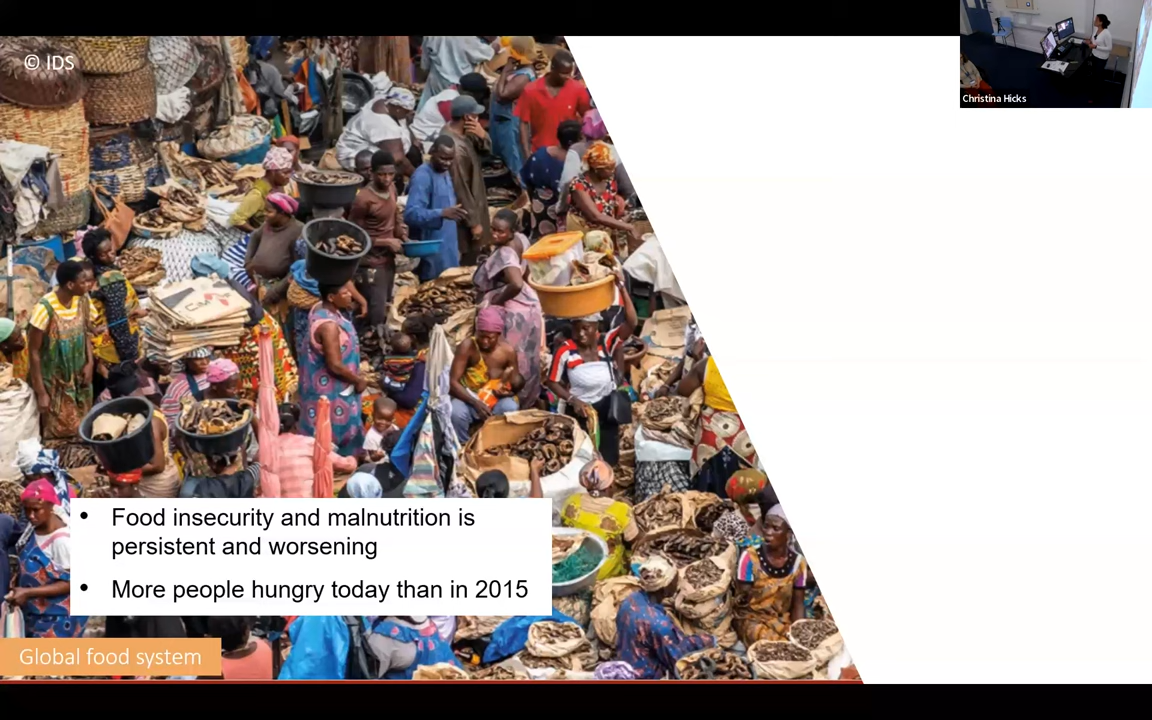 © IDS
Christina Hicks
• Food insecurity and malnutrition is
persistent and worsening
• More people hungry today than in 2015
Global food system